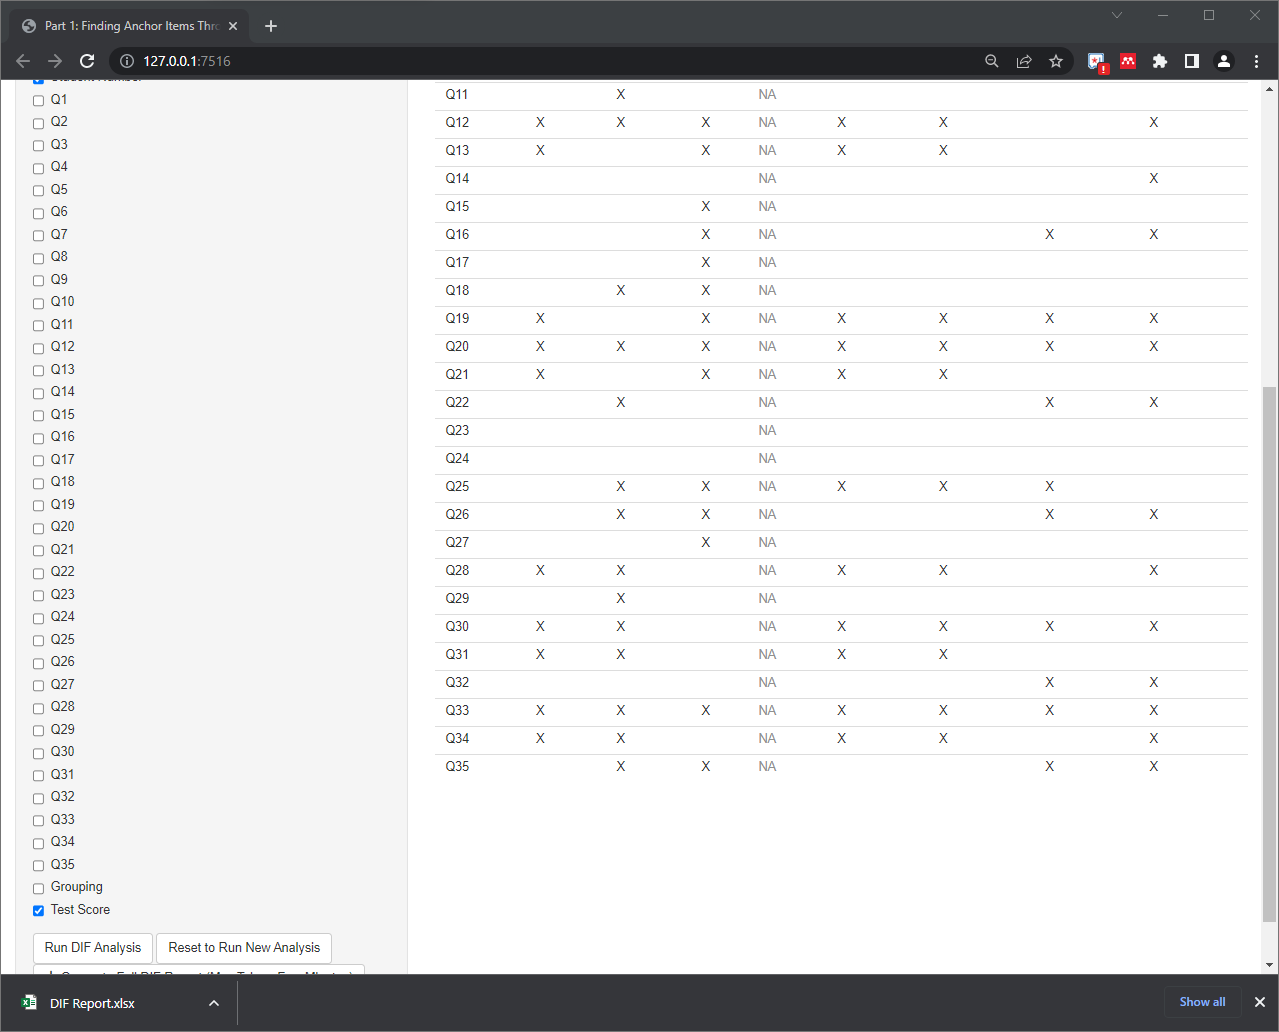 Part 1: Finding Anchor Items Thr
127.0.0.1:7516
Student Number
Q1
Q2
Q3
Q4
Q5
Q6
Q7
Q8
Q9
Q10
Q11
Q12
Q13
Q14
Q15
Q16
Q17
Q18
Q19
Q20
Q21
Q22
Q23
Q24
Q25
Q26
Q27
Q28
Q29
Q30
Q31
Q32
Q33
Q34
Q35
Grouping
Test Score
Run DIF Analysis Reset to Run New Analysis
Q11 X NA
Q12 X X X NA X X X
Q13 X X NA X X
Q14 NA X
Q15 X NA
Q16 X NA X X
Q17 X NA
Q18 X X NA
Q19 X X NA X X X X
Q20 X X X NA X X X X
Q21 X X NA X X
Q22 X NA X X
Q23 NA
Q24 NA
Q25 X X NA X X X
Q26 X X NA X X
Q27 X NA
Q28 X X NA X X X
Q29 X NA
Q30 X X NA X X X X
Q31 X X NA X X
Q32 NA X X
Q33 X X X NA X X X X
Q34 X X NA X X X
Q35 X X NA X X
DIF Report.xlsx
Show all